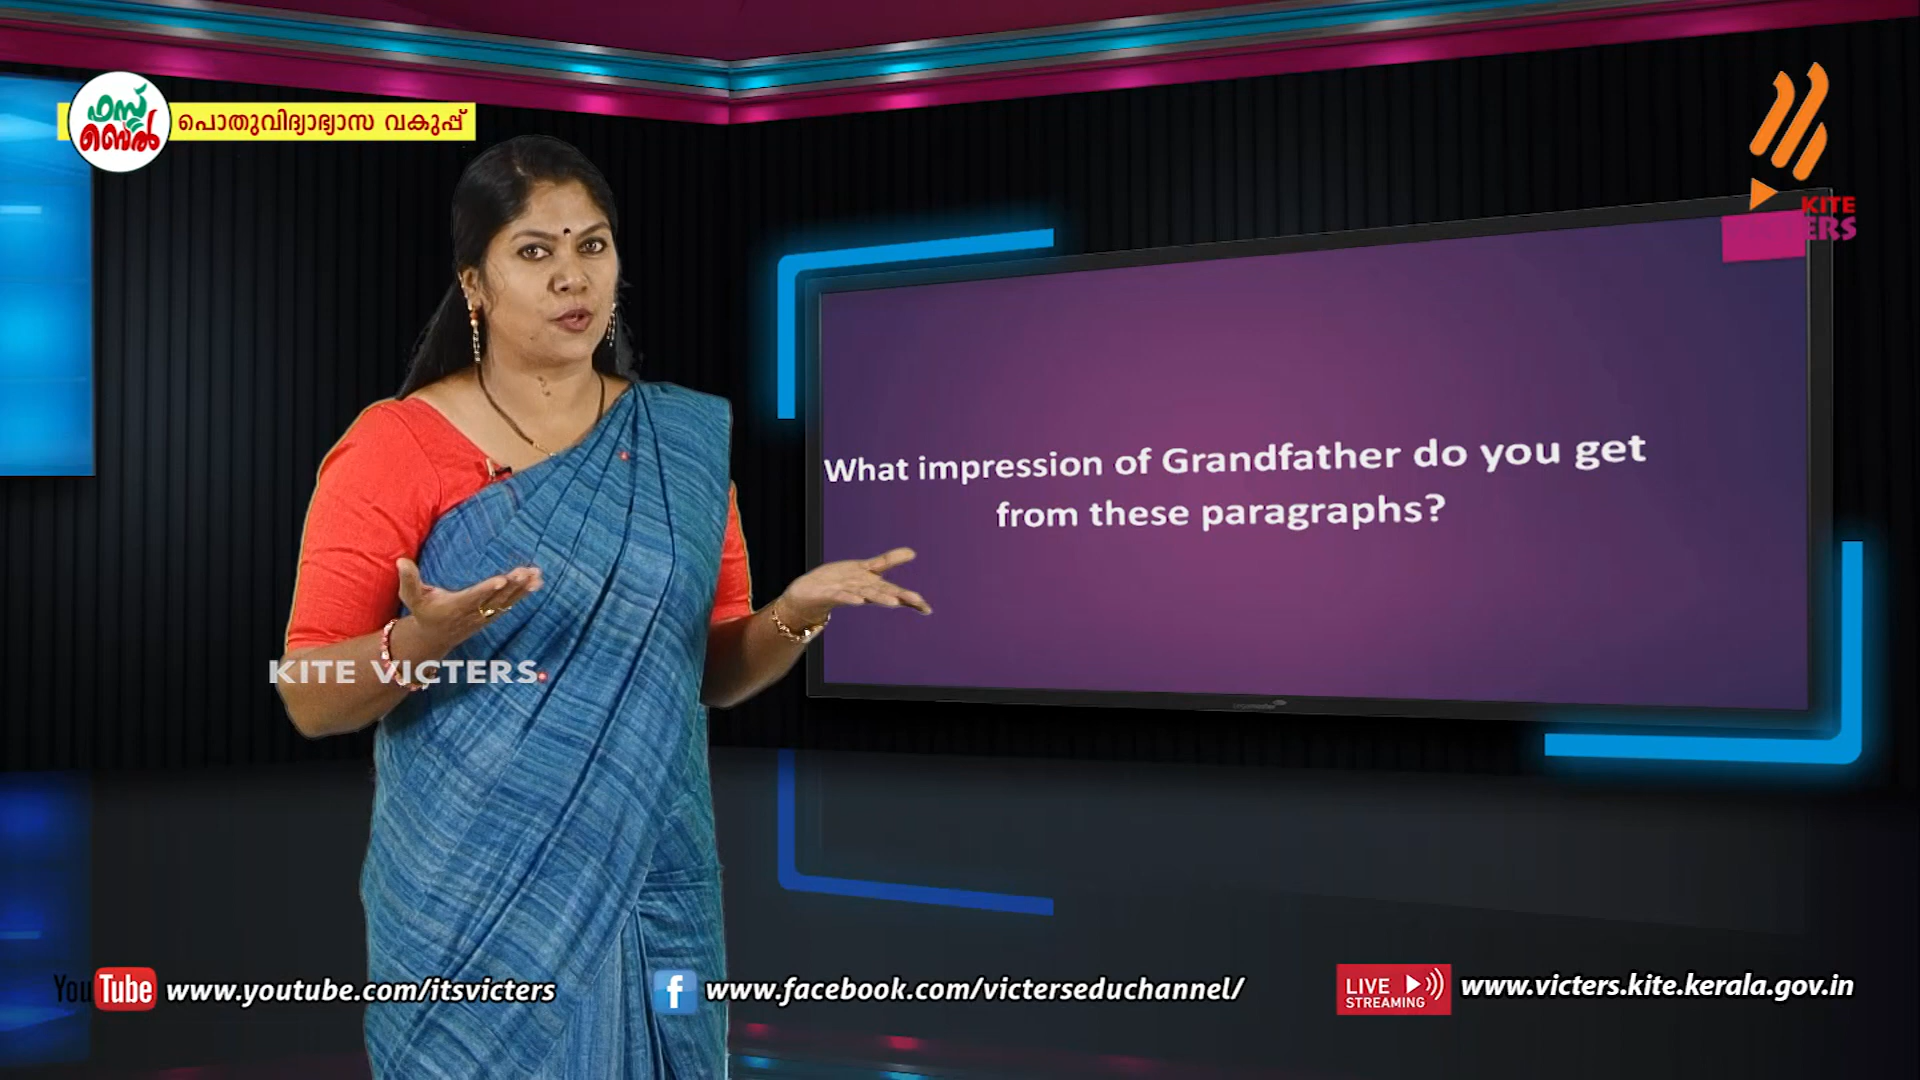 ഫസ്റ്റ്
ബെൽ
പൊതുവിദ്യാഭ്യാസ വകുപ്പ്
KITE
What impression of Grandfather do you get
from these paragraphs?
KITE VICTERS
YouTube www.youtube.com/itsvicters
f www.facebook.com/victerseduchannel/
LIVE
STREAMING
www.victers.kite.kerala.gov.in